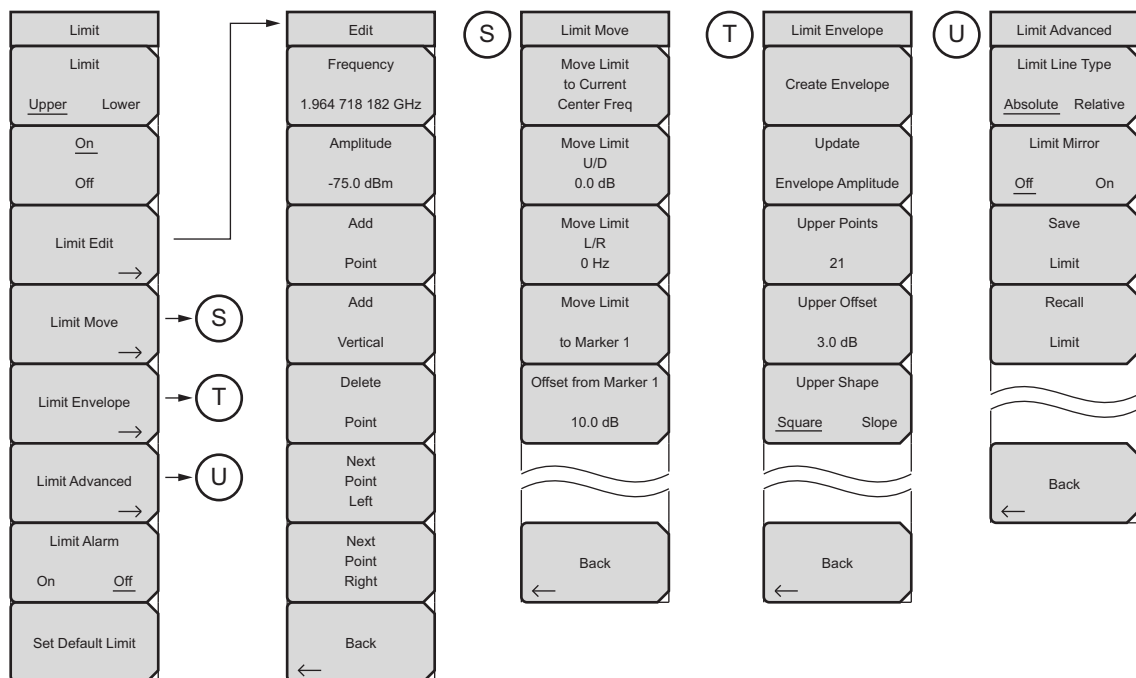 Limit
Limit
Upper Lower
On
Off
Limit Edit
Limit Move
Limit Envelope
Limit Advanced
Limit Alarm
On Off
Set Default Limit
S
T
U
Edit
Frequency
1.964 718 182 GHz
Amplitude
-75.0 dBm
Add
Point
Add
Vertical
Delete
Point
Next
Point
Left
Next
Point
Right
Back
S
Limit Move
Move Limit
to Current
Center Freq
Move Limit
U/D
0.0 dB
Move Limit
L/R
0 Hz
Move Limit
to Marker 1
Offset from Marker 1
10.0 dB
Back
T
Limit Envelope
Create Envelope
Update
Envelope Amplitude
Upper Points
21
Upper Offset
3.0 dB
Upper Shape
Square Slope
Back
U
Limit Advanced
Limit Line Type
Absolute Relative
Limit Mirror
Off On
Save
Limit
Recall
Limit
Back